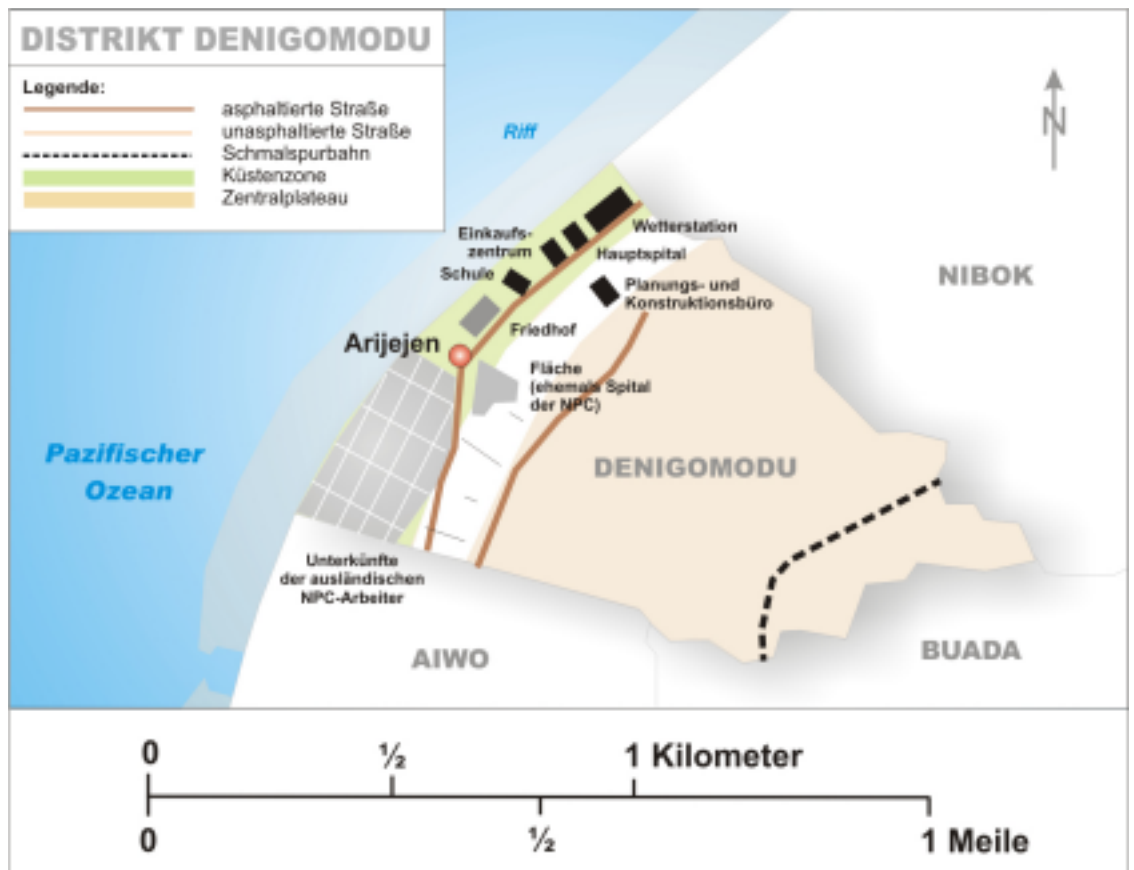 DISTRIKT DENIGOMODU
Legende:
asphaltierte Straße
unasphaltierte Straße
Schmalspurbahn
Küstenzone
Zentralplateau
Riff
N
Einkaufs-
zentrum
Wetterstation
Hauptspital
Schule
Planungs- und
Konstruktionsbüro
NIBOK
Friedhof
Arijejen
Fläche
(ehemals Spital
der NPC)
Pazifischer
Ozean
DENIGOMODU
Unterkünfte
der ausländischen
NPC-Arbeiter
AIWO
BUADA
0 ½ 1 Kilometer
0 ½ 1 Meile